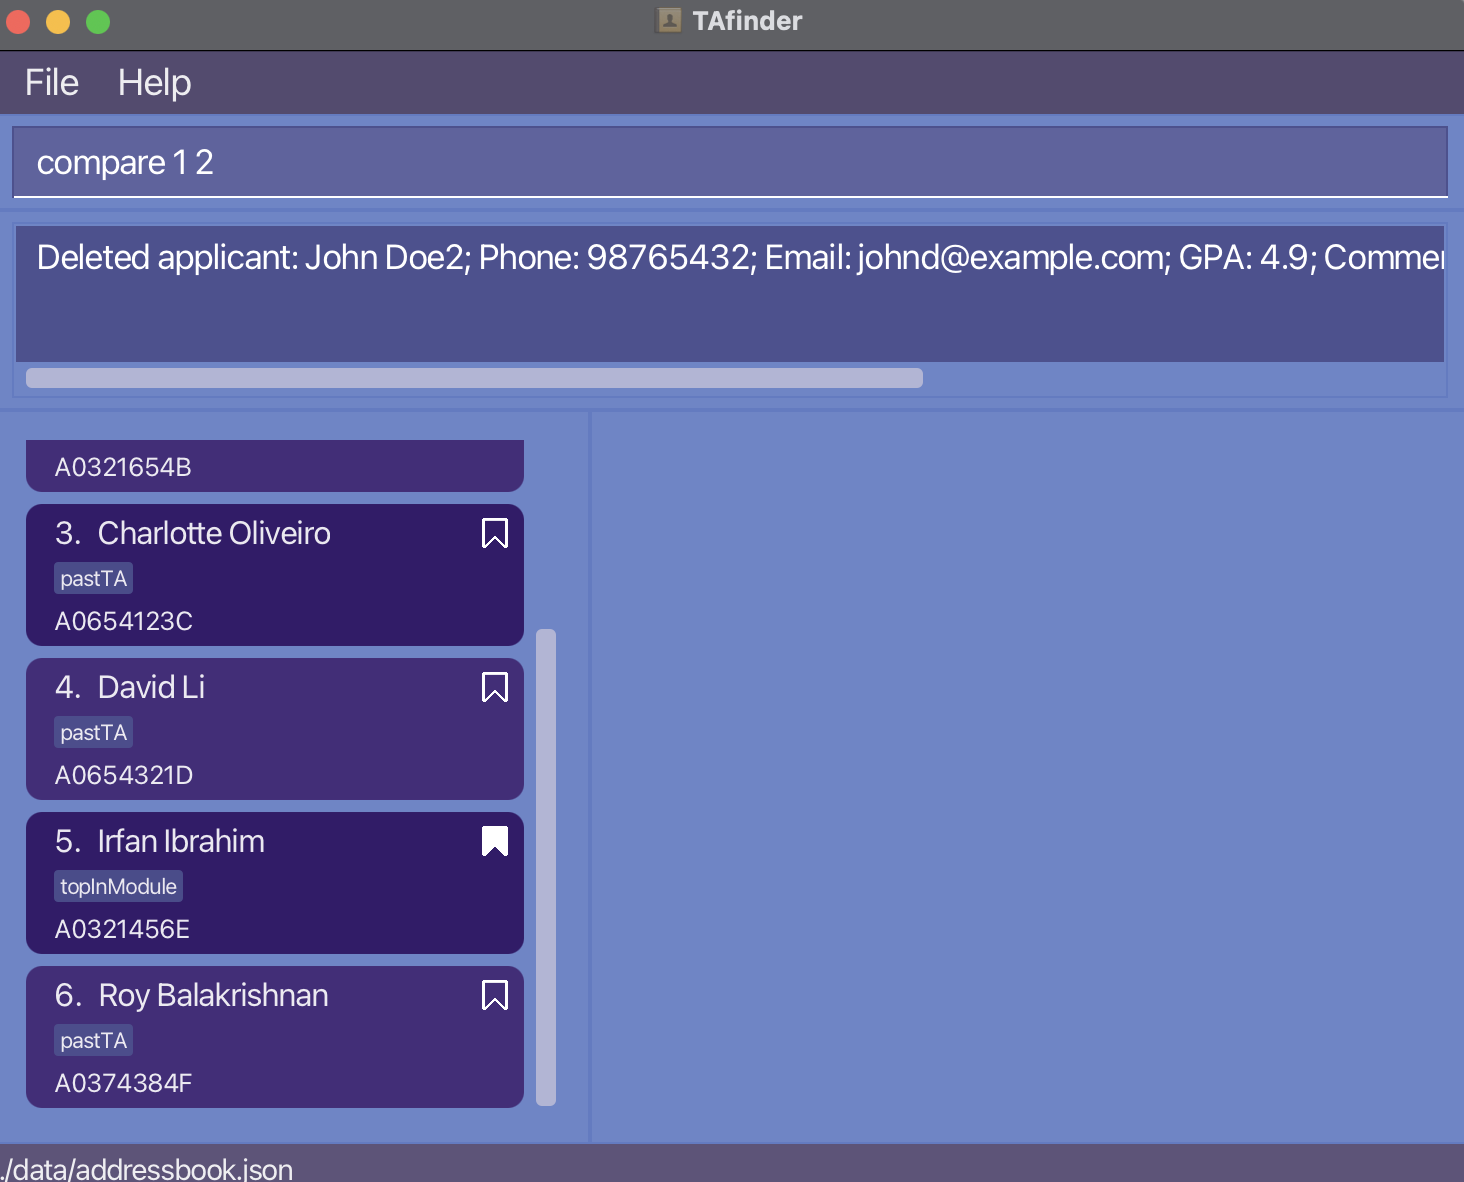 TAfinder
File Help
compare 1 2
Deleted applicant: John Doe2; Phone: 98765432; Email: johnd@example.com; GPA: 4.9; Commen
A0321654B
3. Charlotte Oliveiro
pastTA
A0654123C
4. David Li
pastTA
A0654321D
5. Irfan Ibrahim
topInModule
A0321456E
6. Roy Balakrishnan
pastTA
A0374384F
./data/addressbook.json